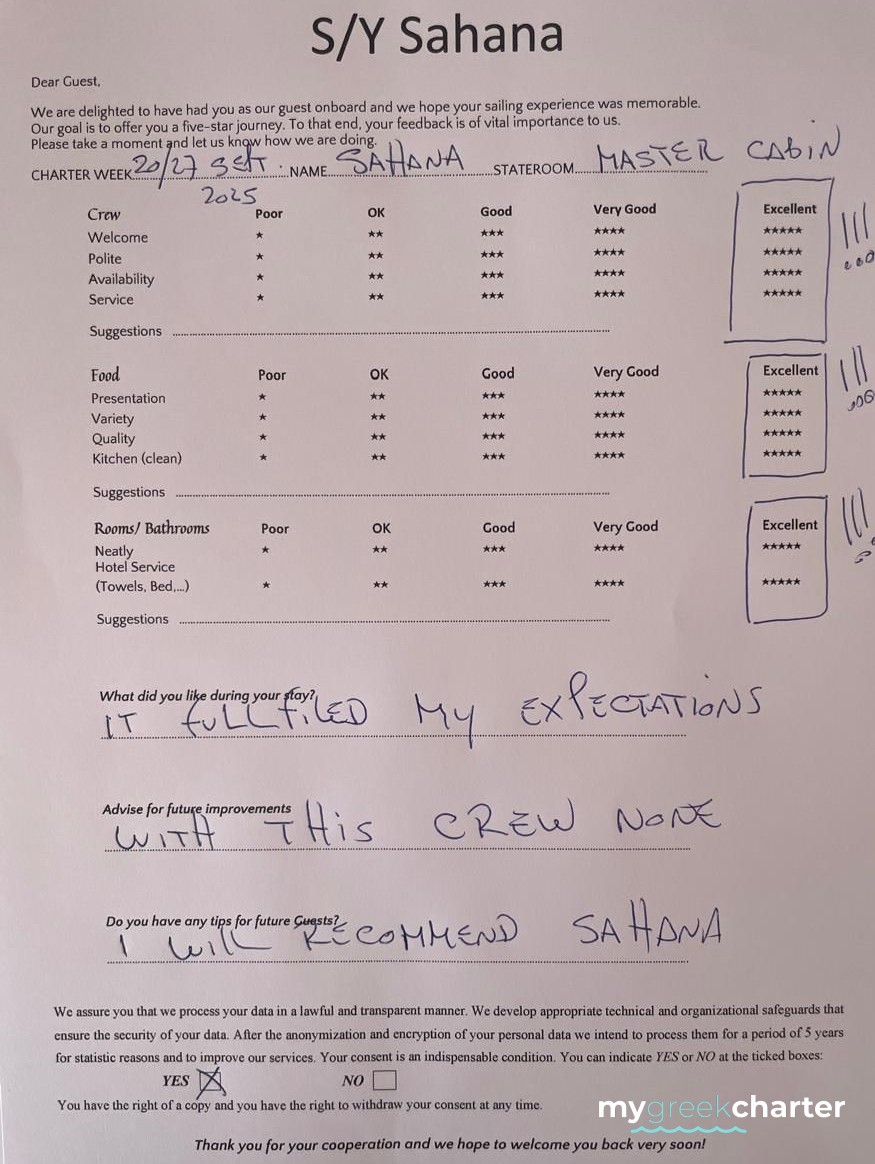 S/Y Sahana
Dear Guest,
We are delighted to have had you as our guest onboard and we hope your sailing experience was memorable.
Our goal is to offer you a five-star journey. To that end, your feedback is of vital importance to us.
Please take a moment and let us know how we are doing.
CHARTER WEEK 20/27 SET. NAME SAHANA STATEROOM MASTER CABIN
2025
Crew Poor OK Good Very Good Excellent
Welcome ★ ★★ ★★★ ★★★★ ★★★★★
Polite ★ ★★ ★★★ ★★★★ ★★★★★
Availability ★ ★★ ★★★ ★★★★ ★★★★★
Service ★ ★★ ★★★ ★★★★ ★★★★★
Suggestions
Food Poor OK Good Very Good Excellent !!!
Presentation ★ ★★ ★★★ ★★★★ ★★★★★
Variety ★ ★★ ★★★ ★★★★ ★★★★★
Quality ★ ★★ ★★★ ★★★★ ★★★★★
Kitchen (clean) ★ ★★ ★★★ ★★★★ ★★★★★
Suggestions
Rooms/ Bathrooms Poor OK Good Very Good Excellent !!!
Neatly ★ ★★ ★★★ ★★★★ ★★★★★
Hotel Service
(Towels, Bed,...) ★ ★★ ★★★ ★★★★ ★★★★★
Suggestions
What did you like during your stay?
IT FULLFILED MY EXPECTATIONS
Advise for future improvements
WITH THIS CREW NONE
Do you have any tips for future Guests?
I WILL RECOMMEND SAHANA
We assure you that we process your data in a lawful and transparent manner. We develop appropriate technical and organizational safeguards that
ensure the security of your data. After the anonymization and encryption of your personal data we intend to process them for a period of 5 years
for statistic reasons and to improve our services. Your consent is an indispensable condition. You can indicate YES or NO at the ticked boxes:
YES ☒ NO ☐
You have the right of a copy and you have the right to withdraw your consent at any time.
mygreekcharter
Thank you for your cooperation and we hope to welcome you back very soon!